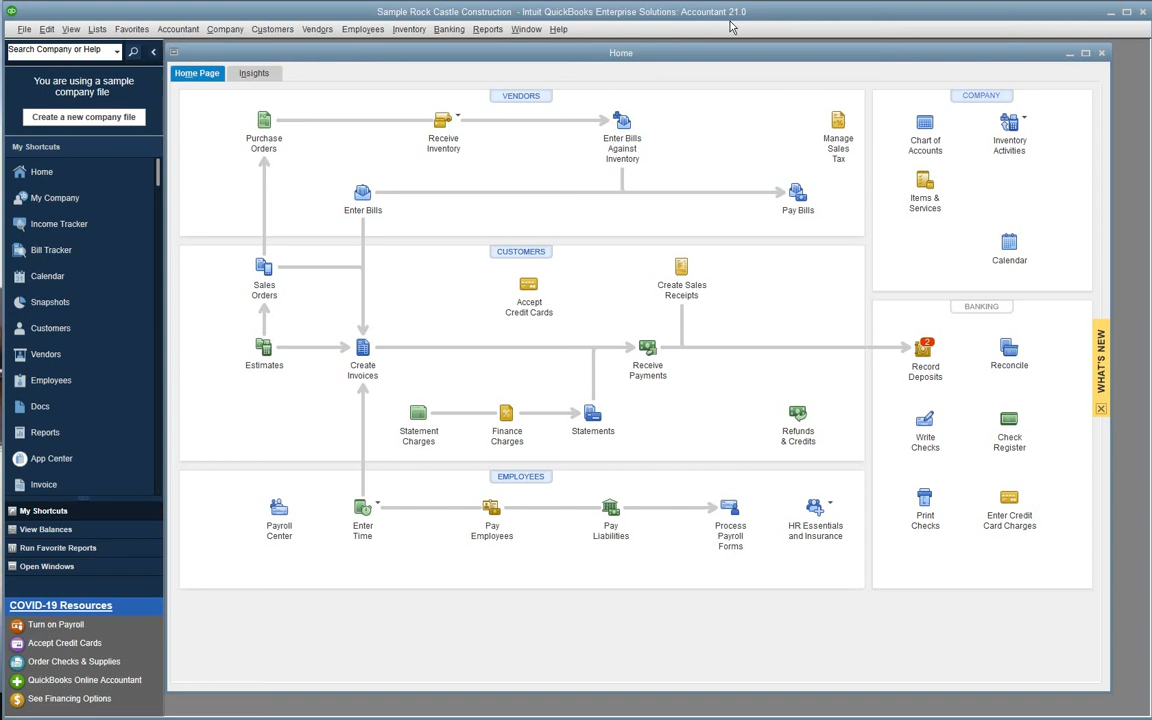 Sample Rock Castle Construction - Intuit QuickBooks Enterprise Solutions: Accountant 21.0
File Edit View Lists Favorites Accountant Company Customers Vendors Employees Inventory Banking Reports Window Help
Search Company or Help
You are using a sample
company file
Create a new company file
My Shortcuts
Home
My Company
Income Tracker
Bill Tracker
Calendar
Snapshots
Customers
Vendors
Employees
Docs
Reports
App Center
Invoice
My Shortcuts
View Balances
Run Favorite Reports
Open Windows
COVID-19 Resources
Turn on Payroll
Accept Credit Cards
Order Checks & Supplies
QuickBooks Online Accountant
$ See Financing Options
Home
Home Page Insights
VENDORS
Purchase
Orders
Receive
Inventory
Enter Bills
Against
Inventory
Manage
Sales
Tax
Enter Bills
Pay Bills
CUSTOMERS
Sales
Orders
Accept
Credit Cards
Create Sales
Receipts
Estimates
Create
Invoices
Receive
Payments
Statement
Charges
Finance
Charges
Statements
Refunds
& Credits
EMPLOYEES
Payroll
Center
Enter
Time
Pay
Employees
Pay
Liabilities
Process
Payroll
Forms
HR Essentials
and Insurance
COMPANY
Chart of
Accounts
Inventory
Activities
Items &
Services
Calendar
BANKING
2
Record
Deposits
Reconcile
Write
Checks
Check
Register
Print
Checks
Enter Credit
Card Charges
WHAT'S NEW